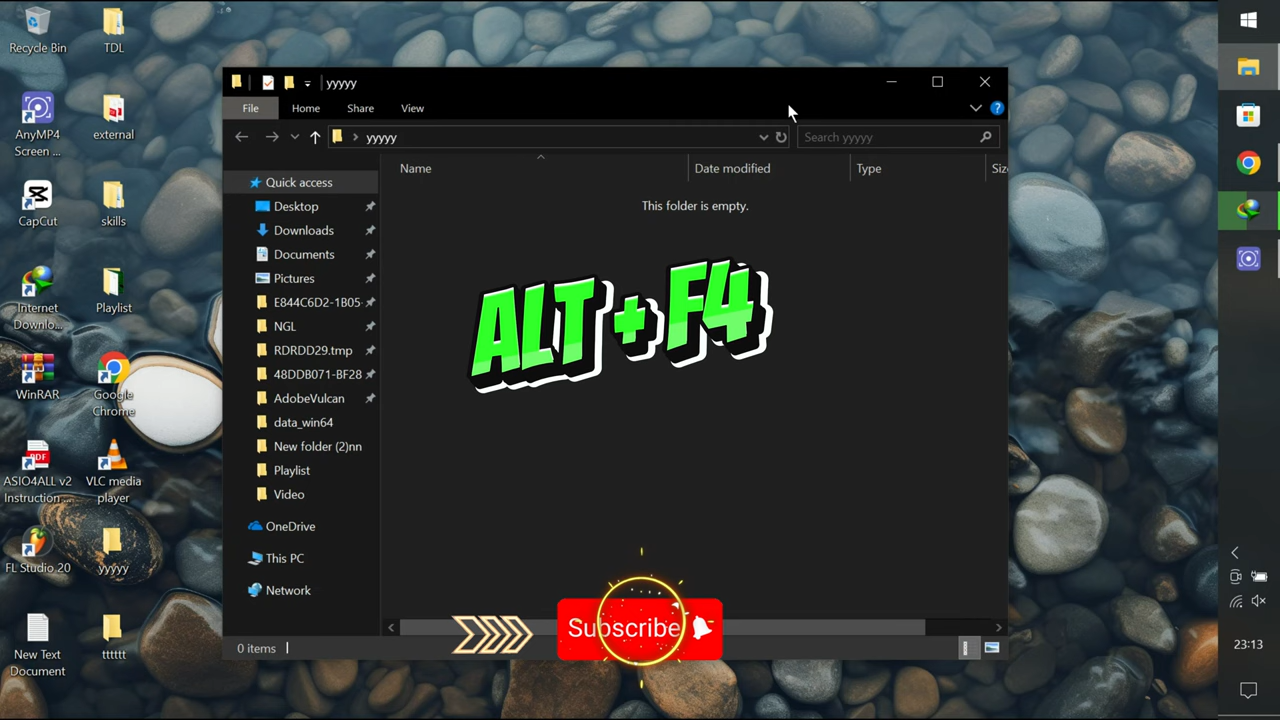 Recycle Bin
TDL
AnyMP4
Screen ...
external
CapCut
skills
Internet
Downlo...
Playlist
WinRAR
Google
Chrome
ASIO4ALL v2
Instruction ...
VLC media
player
FL Studio 20
yyyyy
New Text
Document
tttttt
yyyyy
File
Home
Share
View
yyyyy
Search yyyyy
Name
Date modified
Type
Siz
This folder is empty.
Quick access
Desktop
Downloads
Documents
Pictures
E844C6D2-1B05-
NGL
RDRDD29.tmp
48DDB071-BF28
AdobeVulcan
data_win64
New folder (2)nn
Playlist
Video
OneDrive
This PC
Network
ALT + F4
Subscribe
0 items
23:13